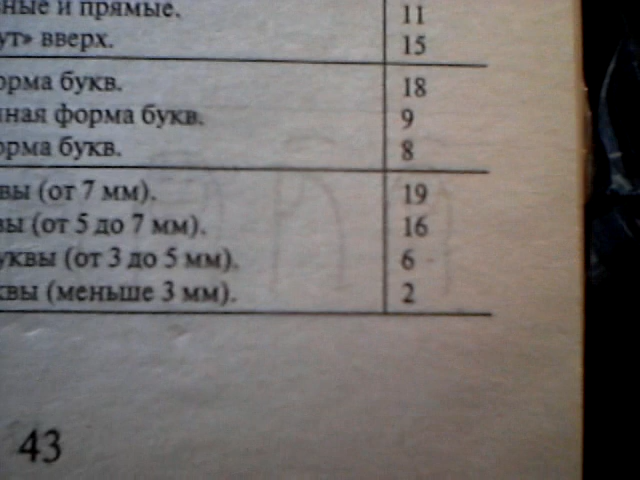 ные и прямые. 11
ут» вверх. 15
орма букв. 18
нная форма букв. 9
орма букв. 8
вы (от 7 мм). 19
вы (от 5 до 7 мм). 16
уквы (от 3 до 5 мм). 6
квы (меньше 3 мм). 2
43